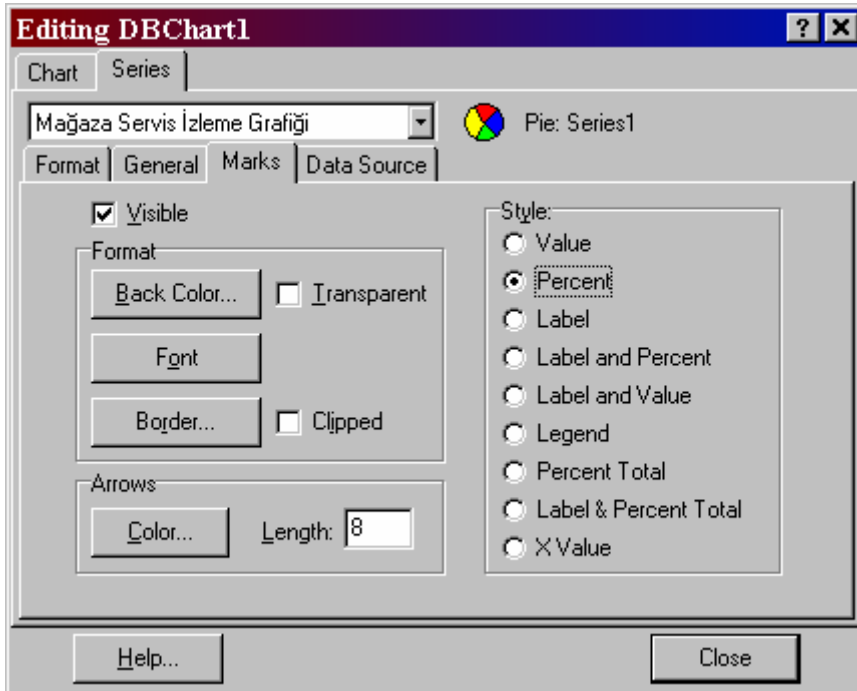 Editing DBChart1
Chart Series
Mağaza Servis İzleme Grafiği Pie: Series1
Format General Marks Data Source
Visible
Format
Back Color... Transparent
Font
Border... Clipped
Arrows
Color... Length: 8
Style:
Value
Percent
Label
Label and Percent
Label and Value
Legend
Percent Total
Label & Percent Total
X Value
Help... Close